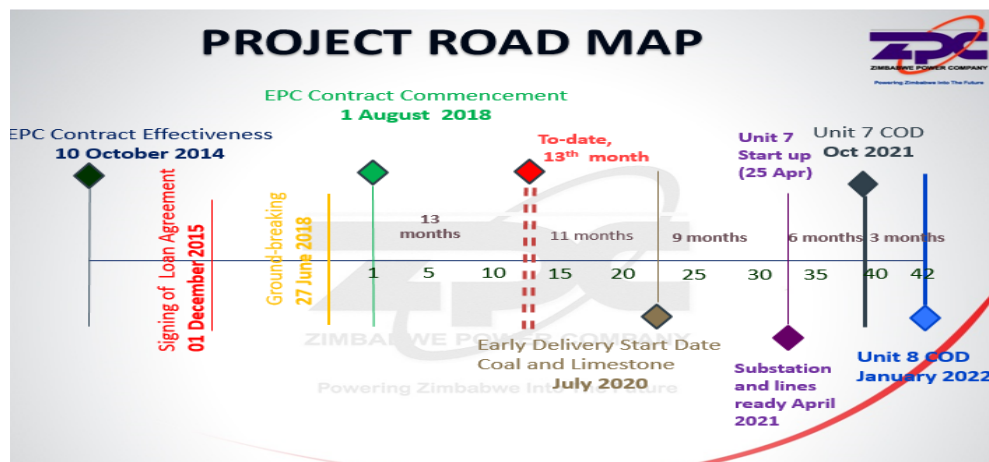 PROJECT ROAD MAP
ZPC
ZIMBABWE POWER COMPANY
Powering Zimbabwe Into The Future
EPC Contract Effectiveness
10 October 2014
Signing of Loan Agreement
01 December 2015
Ground-breaking
27 June 2018
EPC Contract Commencement
1 August 2018
To-date,
13th month
Unit 7
Start up
(25 Apr)
Unit 7 COD
Oct 2021
13
months
11 months
9 months
6 months
3 months
1 5 10 15 20 25 30 35 40 42
Early Delivery Start Date
Coal and Limestone
July 2020
Substation
and lines
ready April
2021
Unit 8 COD
January 2022
ZPC
ZIMBABWE POWER COMPANY
Powering Zimbabwe Into The Future